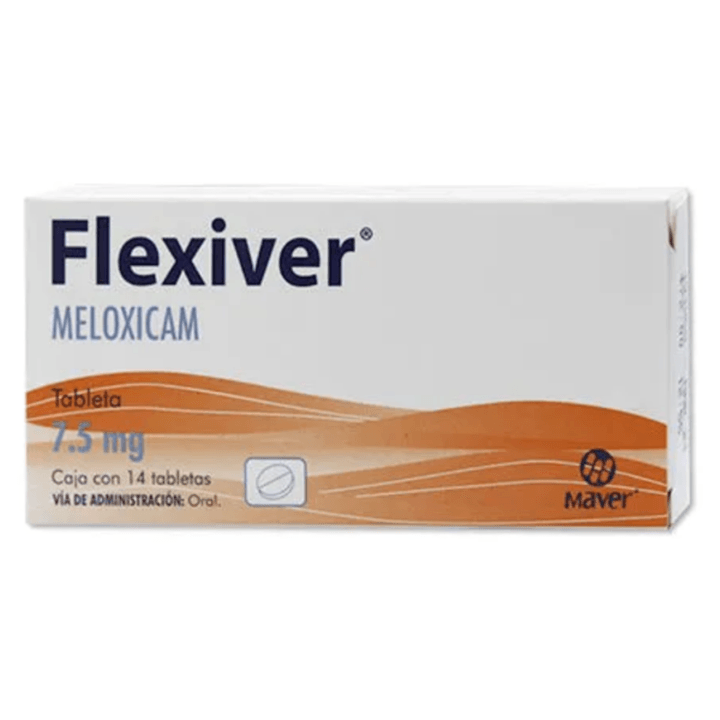 Flexiver®
MELOXICAM
Tableta
7.5 mg
Caja con 14 tabletas
VÍA DE ADMINISTRACIÓN: Oral.
Maver